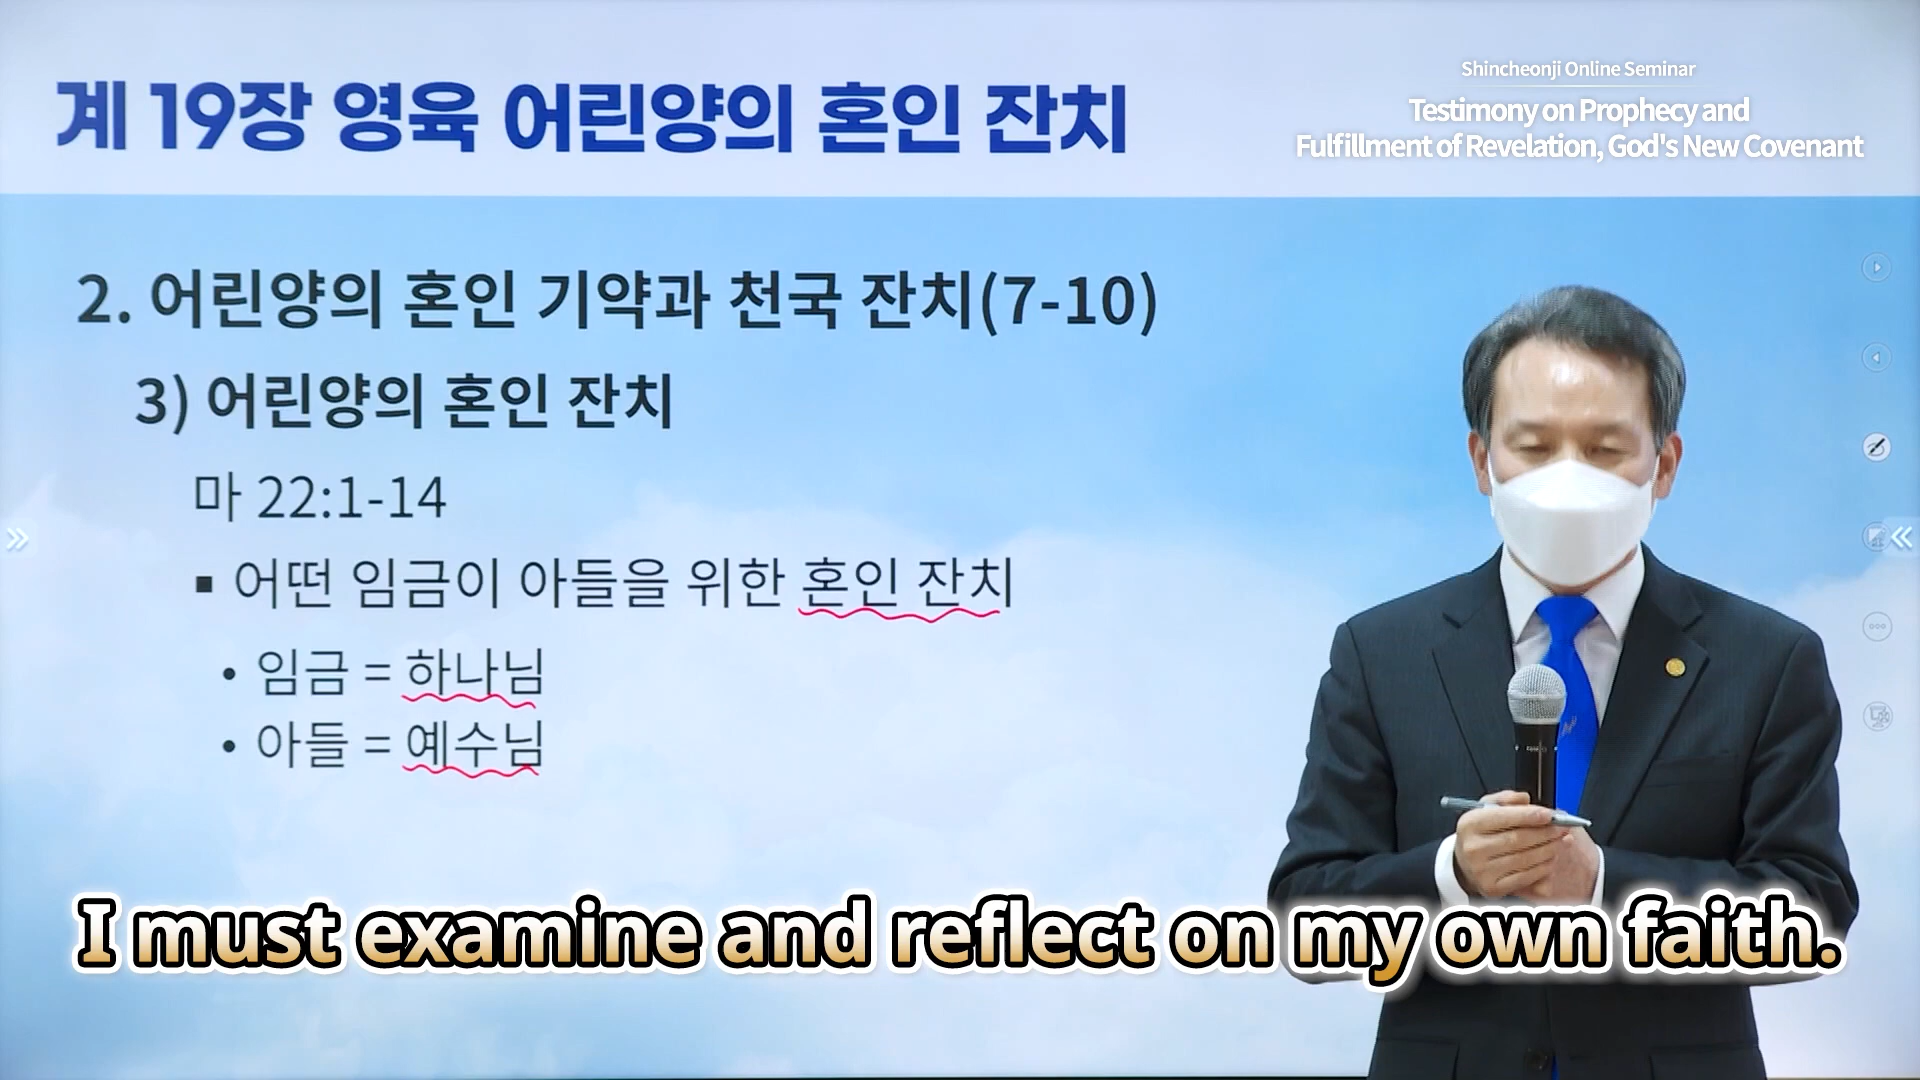 계 19장 영육 어린양의 혼인 잔치
Shincheonji Online Seminar
Testimony on Prophecy and
Fulfillment of Revelation, God's New Covenant
2. 어린양의 혼인 기약과 천국 잔치(7-10)
3) 어린양의 혼인 잔치
마 22:1-14
▪ 어떤 임금이 아들을 위한 혼인 잔치
• 임금 = 하나님
• 아들 = 예수님
I must examine and reflect on my own faith.